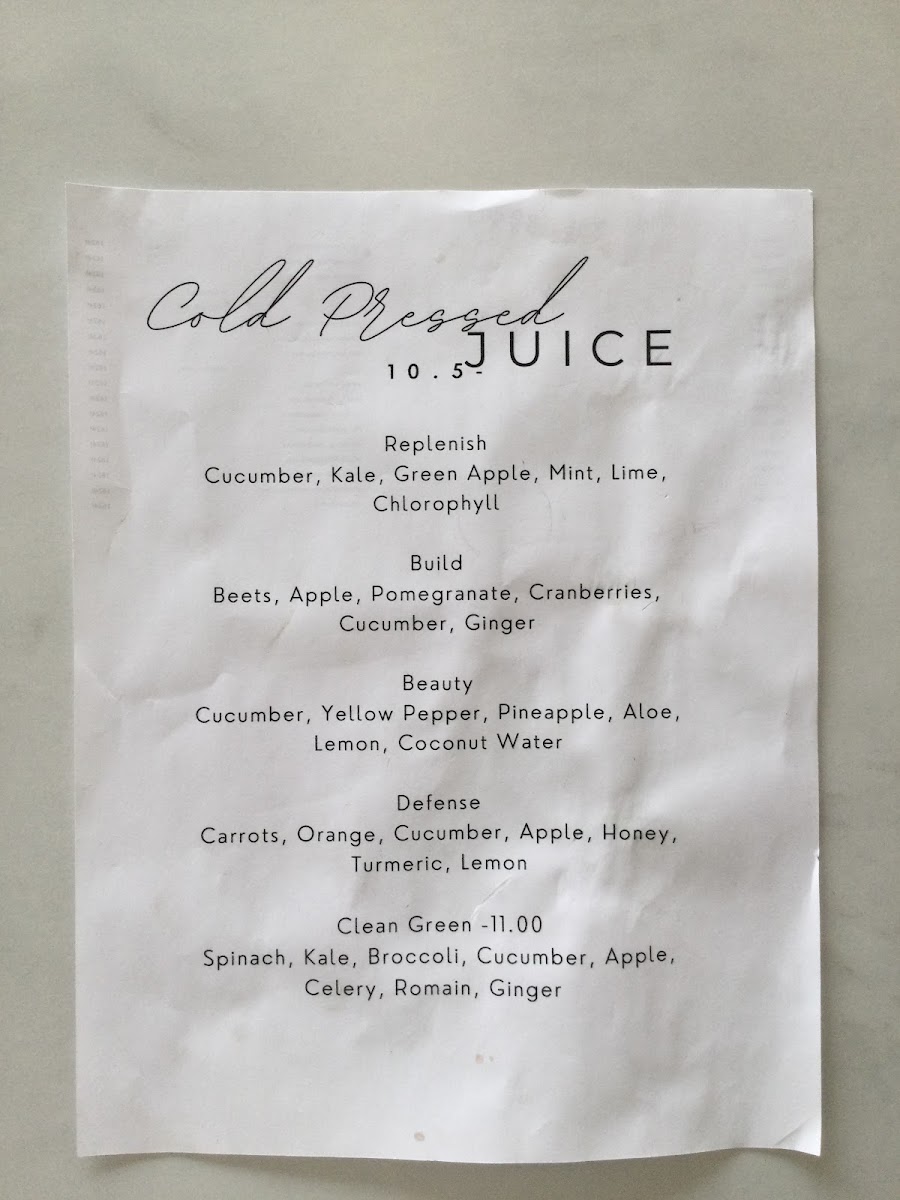 Cold Pressed
JUICE
10.5-
Replenish
Cucumber, Kale, Green Apple, Mint, Lime,
Chlorophyll
Build
Beets, Apple, Pomegranate, Cranberries,
Cucumber, Ginger
Beauty
Cucumber, Yellow Pepper, Pineapple, Aloe,
Lemon, Coconut Water
Defense
Carrots, Orange, Cucumber, Apple, Honey,
Turmeric, Lemon
Clean Green -11.00
Spinach, Kale, Broccoli, Cucumber, Apple,
Celery, Romain, Ginger